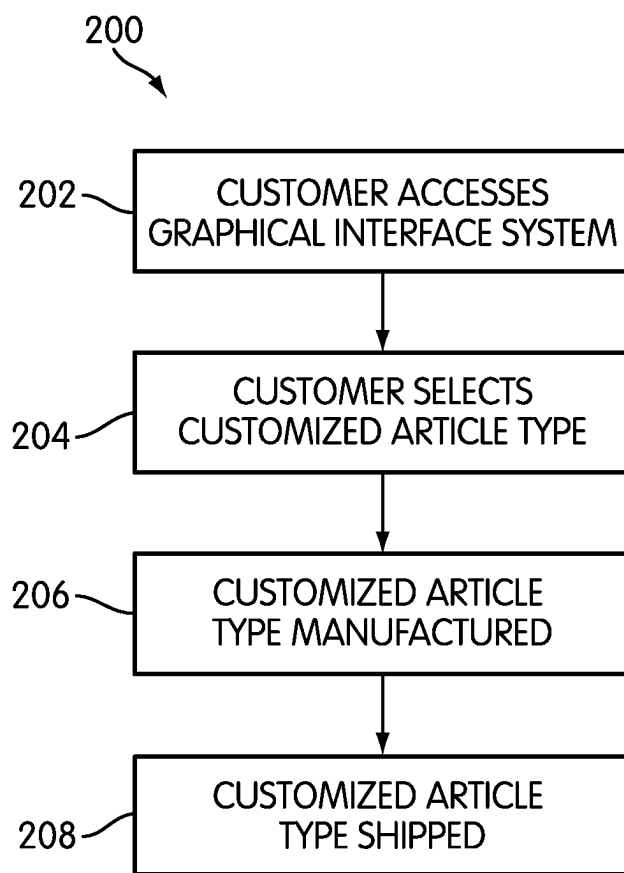 200
202
CUSTOMER ACCESSES
GRAPHICAL INTERFACE SYSTEM
204
CUSTOMER SELECTS
CUSTOMIZED ARTICLE TYPE
206
CUSTOMIZED ARTICLE
TYPE MANUFACTURED
208
CUSTOMIZED ARTICLE
TYPE SHIPPED